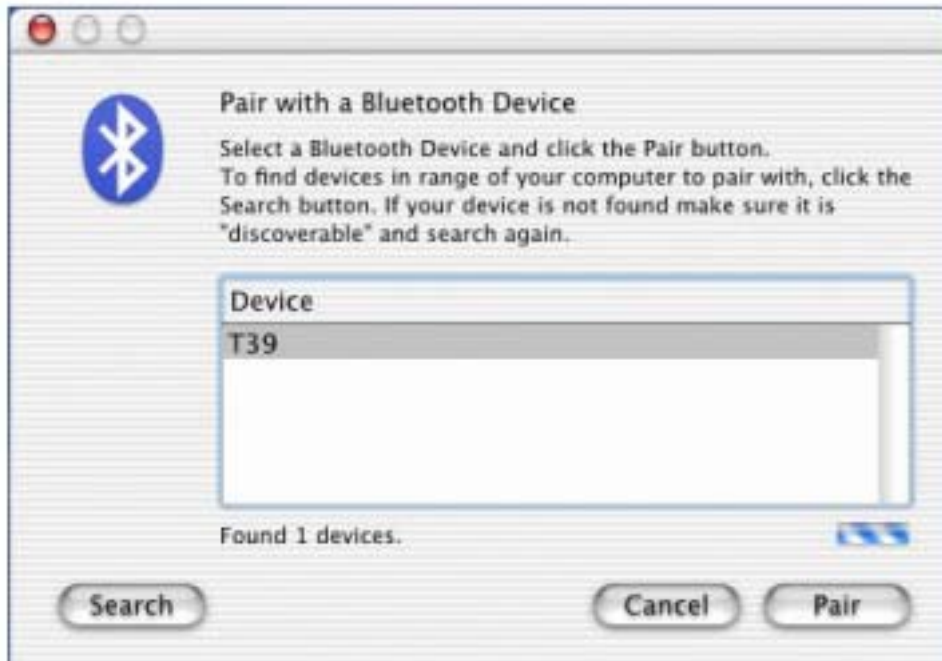 Pair with a Bluetooth Device
Select a Bluetooth Device and click the Pair button.
To find devices in range of your computer to pair with, click the
Search button. If your device is not found make sure it is
"discoverable" and search again.
Device
T39
Found 1 devices.
Search
Cancel
Pair